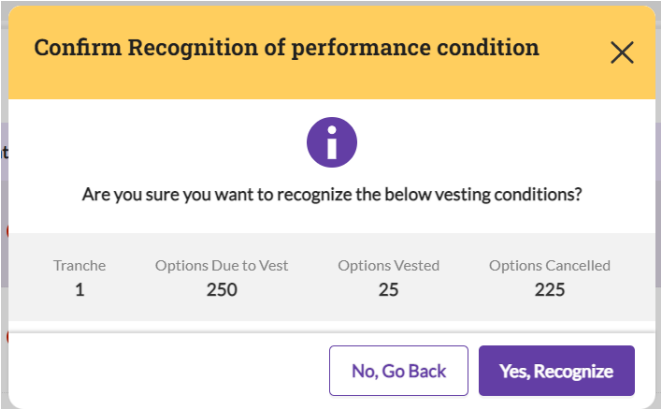 Confirm Recognition of performance condition
Are you sure you want to recognize the below vesting conditions?
Tranche Options Due to Vest Options Vested Options Cancelled
1 250 25 225
No, Go Back Yes, Recognize